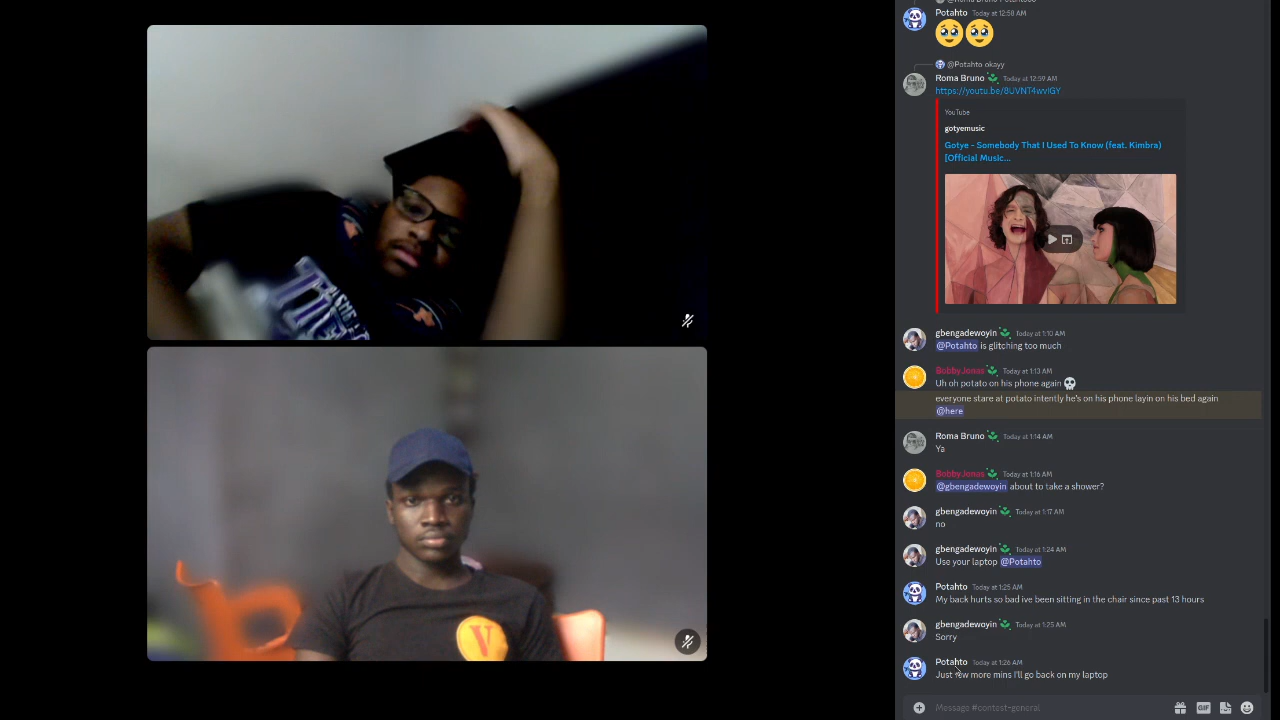 Potahto Today at 12:58 AM
@Potahto okayy
Roma Bruno Today at 12:59 AM
https://youtu.be/8UVNT4wvIGY
YouTube
gotyemusic
Gotye - Somebody That I Used To Know (feat. Kimbra)
[Official Music...
gbengadewoyin Today at 1:10 AM
@Potahto is glitching too much
BobbyJonas Today at 1:13 AM
Uh oh potato on his phone again
everyone stare at potato intently he's on his phone layin on his bed again
@here
Roma Bruno Today at 1:14 AM
Ya
BobbyJonas Today at 1:16 AM
@gbengadewoyin about to take a shower?
gbengadewoyin Today at 1:17 AM
no
gbengadewoyin Today at 1:24 AM
Use your laptop @Potahto
Potahto Today at 1:25 AM
My back hurts so bad ive been sitting in the chair since past 13 hours
gbengadewoyin Today at 1:25 AM
Sorry
Potahto Today at 1:26 AM
Just few more mins i'll go back on my laptop
Message #contest-general
GIF
V